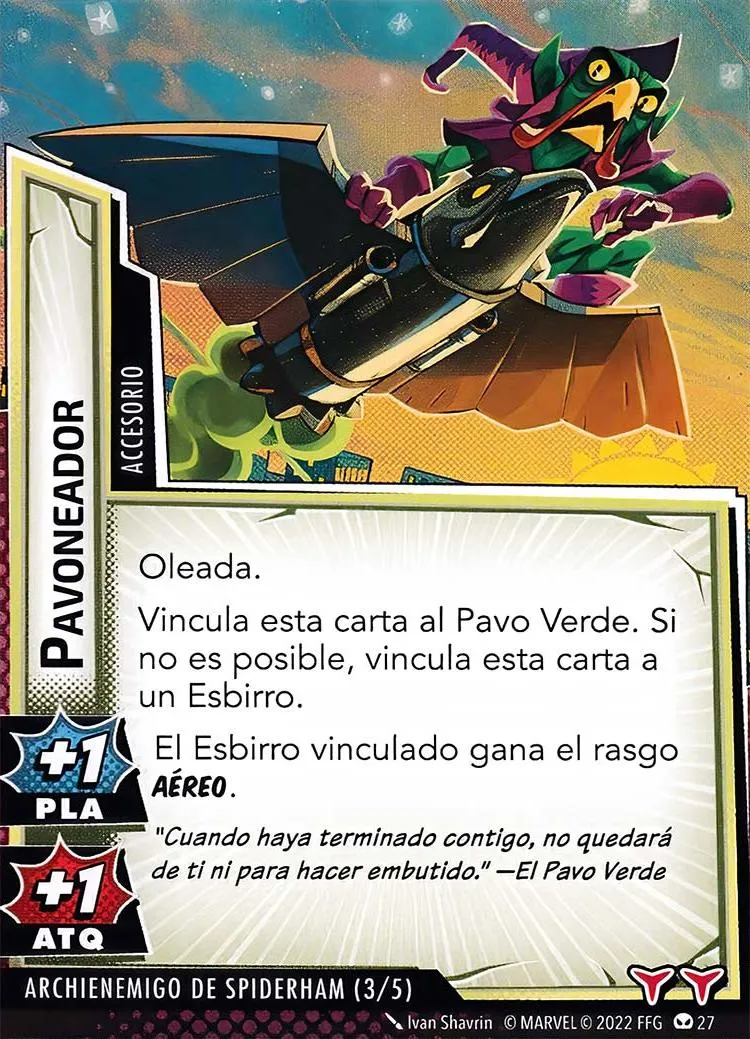 ACCESORIO
PAVONEADOR
Oleada.
Vincula esta carta al Pavo Verde. Si
no es posible, vincula esta carta a
un Esbirro.
El Esbirro vinculado gana el rasgo
AÉREO.
"Cuando haya terminado contigo, no quedará
de ti ni para hacer embutido." —El Pavo Verde
+1
PLA
+1
ATQ
ARCHIENEMIGO DE SPIDERHAM (3/5)
Ivan Shavrin © MARVEL © 2022 FFG 27